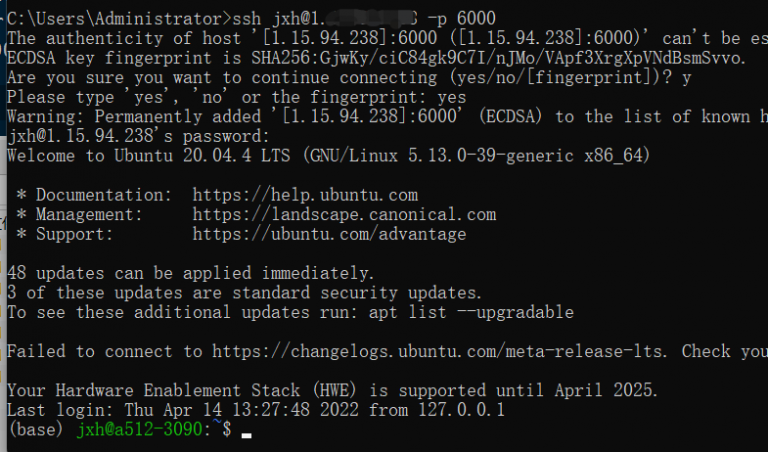 C:\Users\Administrator>ssh jxh@1. -p 6000
The authenticity of host '[1.15.94.238]:6000 ([1.15.94.238]:6000)' can't be es
ECDSA key fingerprint is SHA256:GjwKy/ciC84gk9C7I/nJMo/VApf3XrgXpVNdBsmSvvo.
Are you sure you want to continue connecting (yes/no/[fingerprint])? y
Please type 'yes', 'no' or the fingerprint: yes
Warning: Permanently added '[1.15.94.238]:6000' (ECDSA) to the list of known h
jxh@1.15.94.238's password:
Welcome to Ubuntu 20.04.4 LTS (GNU/Linux 5.13.0-39-generic x86_64)
* Documentation: https://help.ubuntu.com
* Management: https://landscape.canonical.com
* Support: https://ubuntu.com/advantage
48 updates can be applied immediately.
3 of these updates are standard security updates.
To see these additional updates run: apt list --upgradable
Failed to connect to https://changelogs.ubuntu.com/meta-release-lts. Check you
Your Hardware Enablement Stack (HWE) is supported until April 2025.
Last login: Thu Apr 14 13:27:48 2022 from 127.0.0.1
(base) jxh@a512-3090:~$